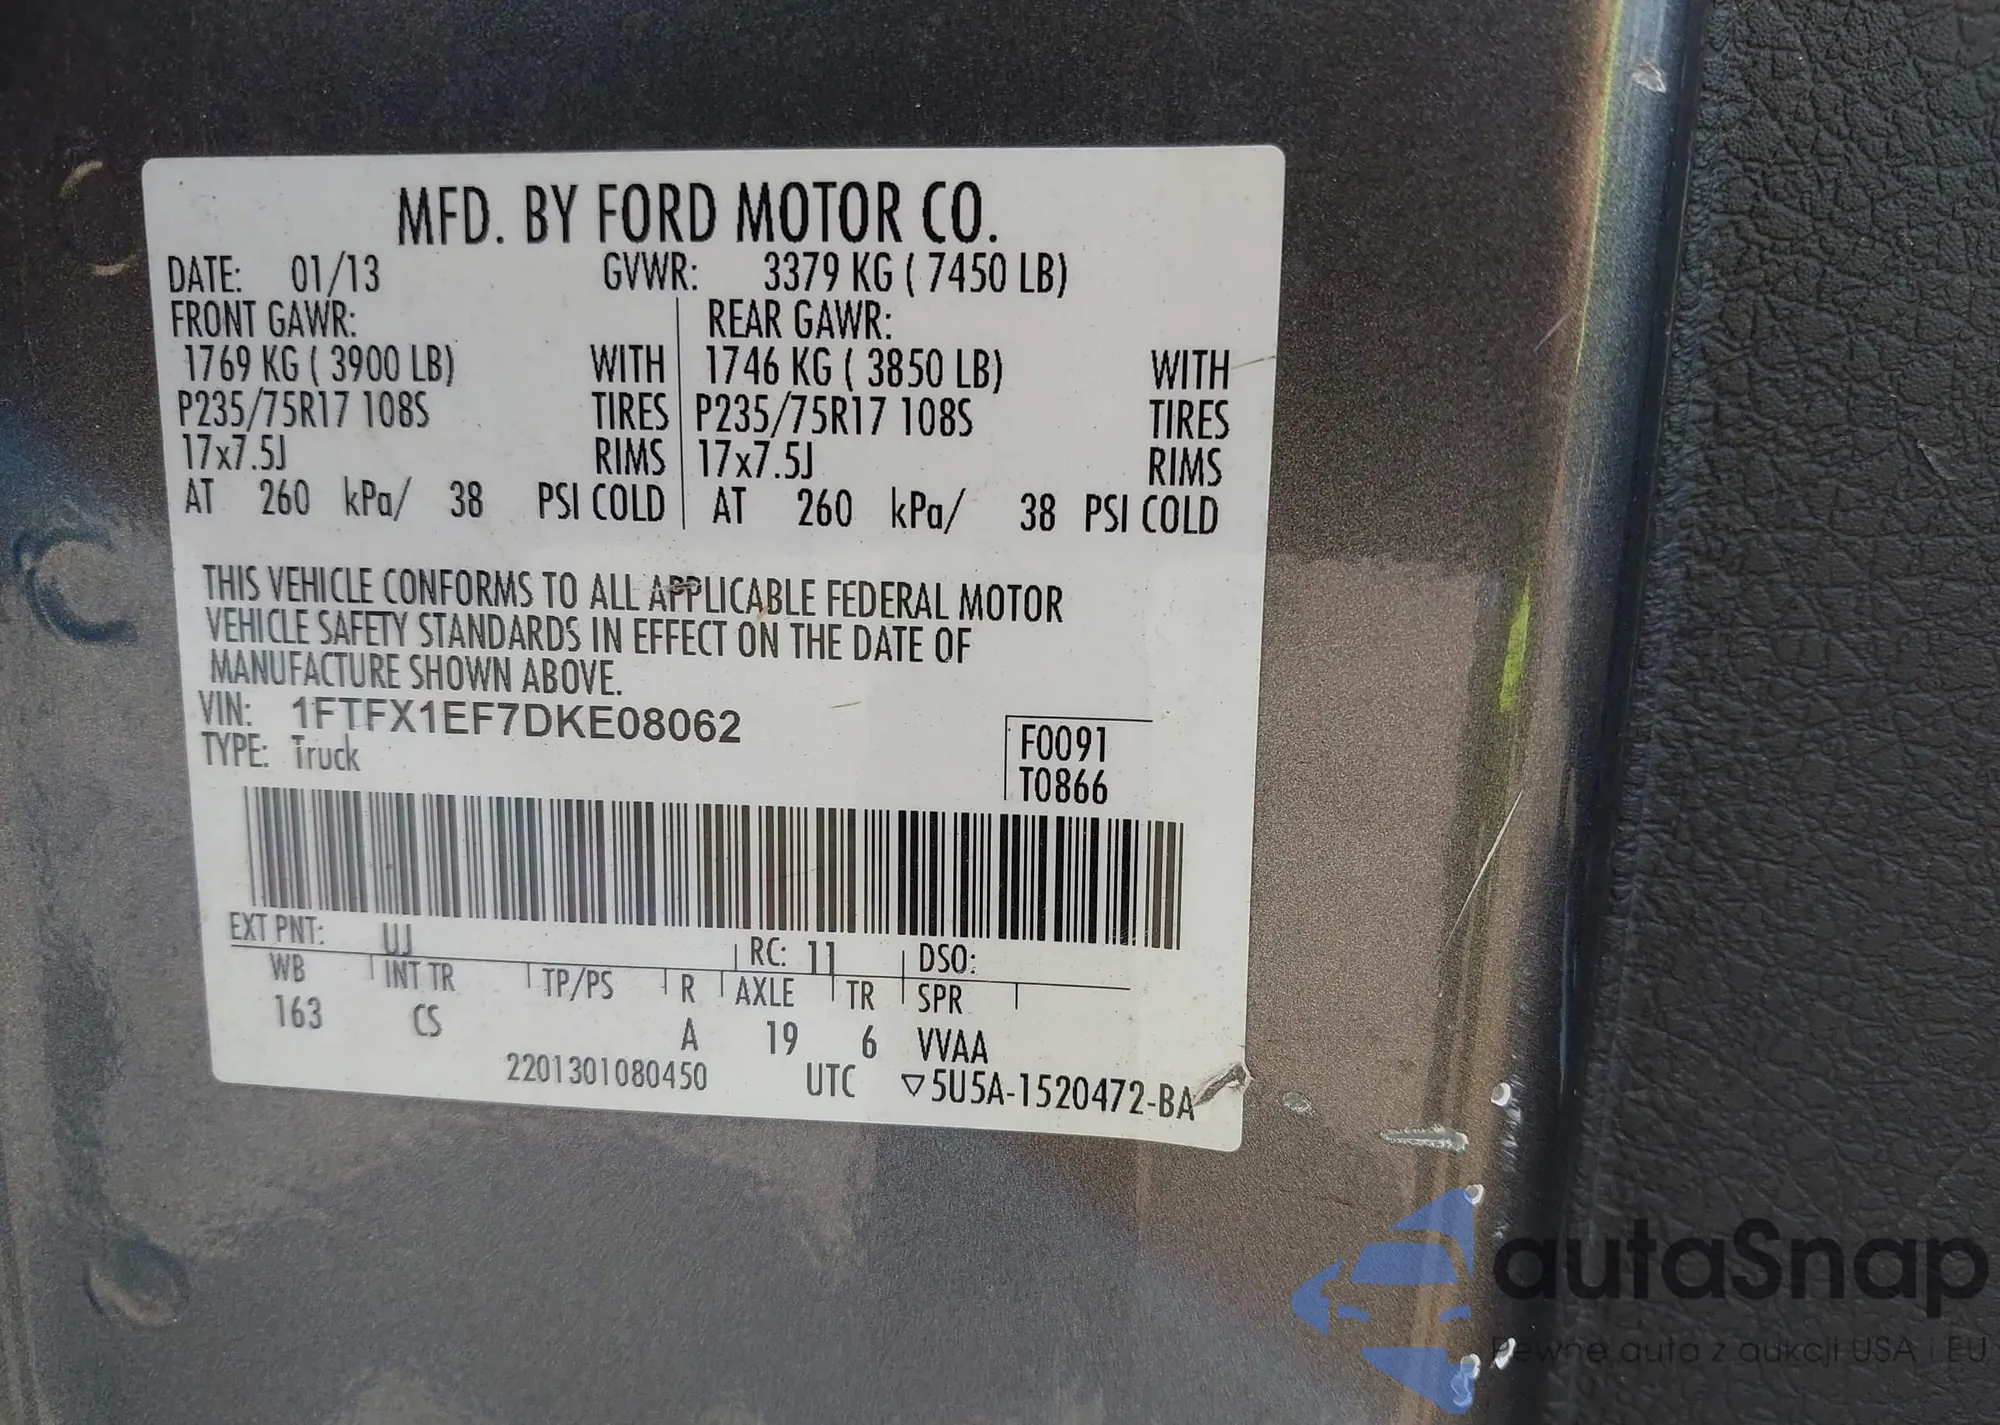 MFD. BY FORD MOTOR CO.
DATE: 01/13 GVWR: 3379 KG ( 7450 LB)
FRONT GAWR: REAR GAWR:
1769 KG ( 3900 LB) WITH 1746 KG ( 3850 LB) WITH
P235/75R17 108S TIRES P235/75R17 108S TIRES
17x7.5J RIMS 17x7.5J RIMS
AT 260 kPa/ 38 PSI COLD AT 260 kPa/ 38 PSI COLD
THIS VEHICLE CONFORMS TO ALL APPLICABLE FEDERAL MOTOR
VEHICLE SAFETY STANDARDS IN EFFECT ON THE DATE OF
MANUFACTURE SHOWN ABOVE.
VIN: 1FTFX1EF7DKE08062
TYPE: Truck
F0091
T0866
EXT PNT: UJ RC: 11 DSO:
WB INT TR TP/PS R AXLE TR SPR
163 CS A 19 6 VVAA
2201301080450 UTC ▽5U5A-1520472-BA
autaSnap
Pewne auta z aukcji USA i EU